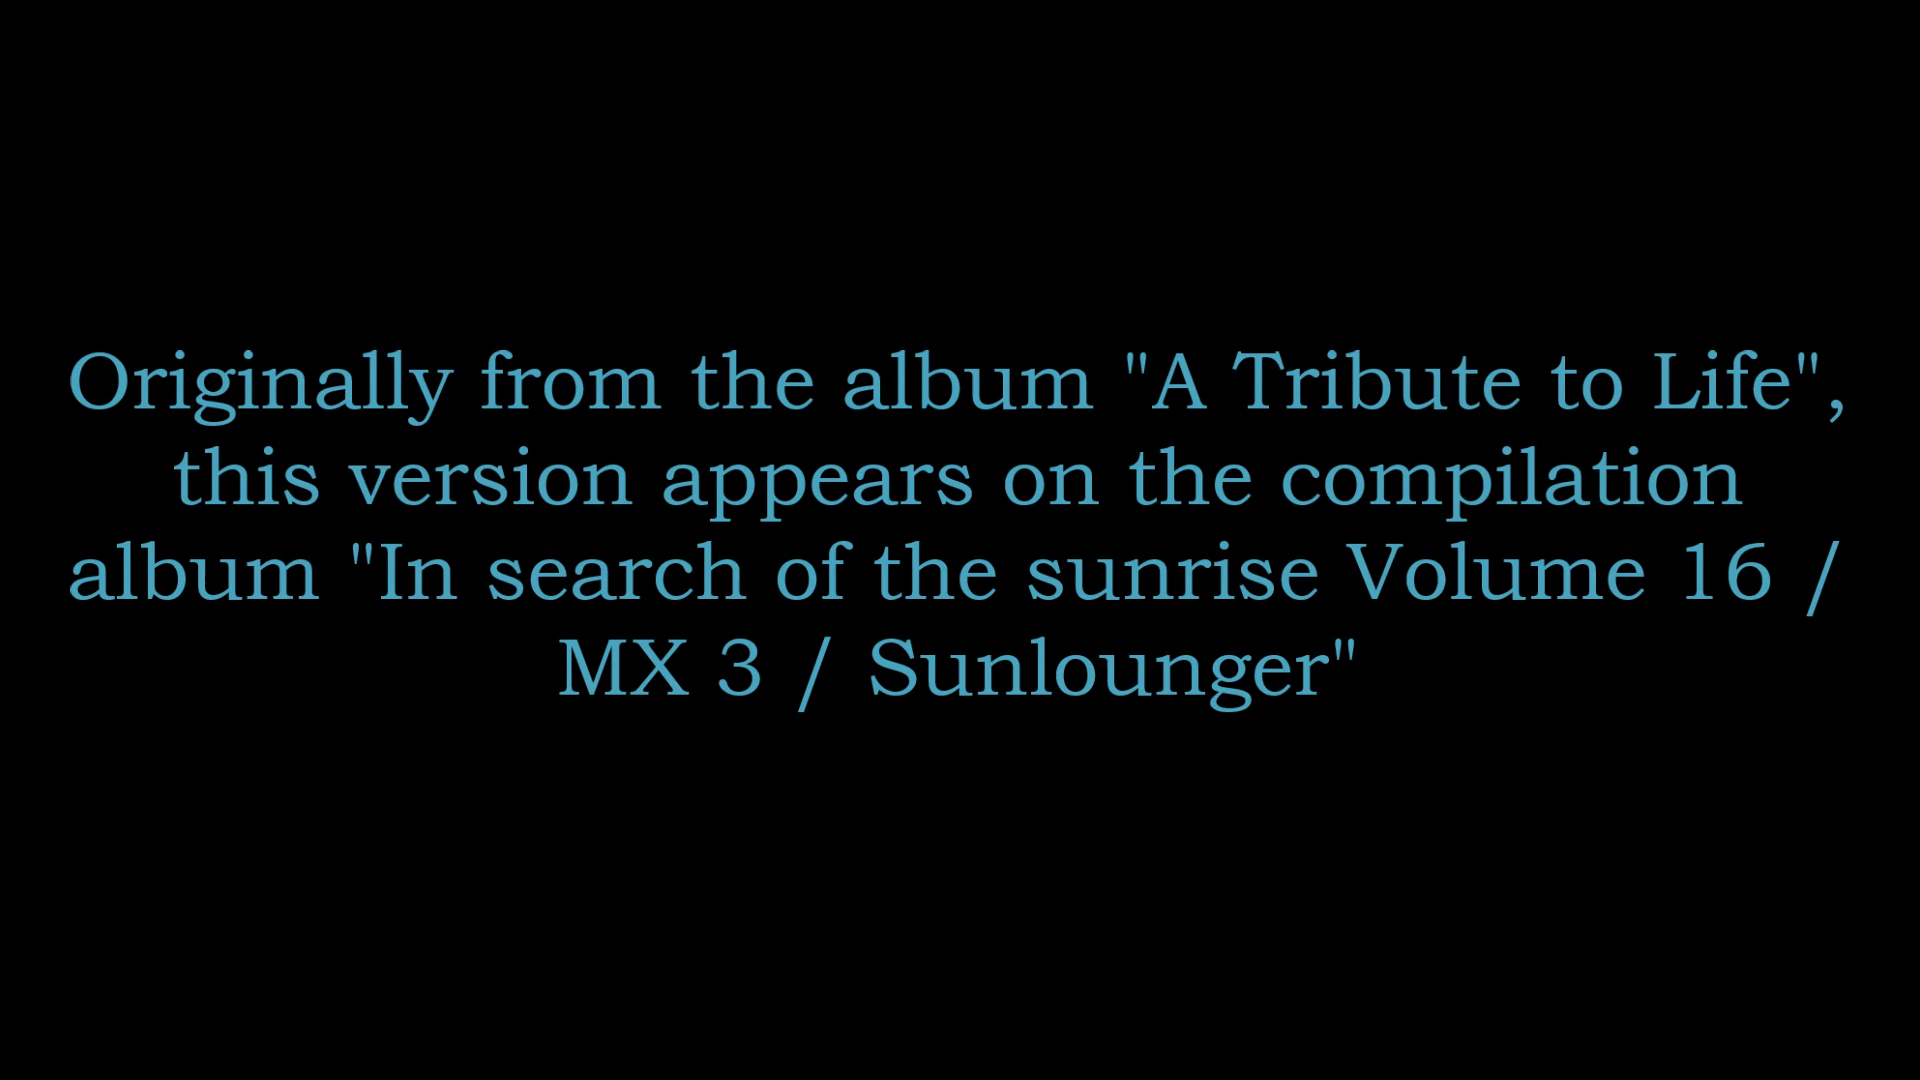 Originally from the album "A Tribute to Life",
this version appears on the compilation
album "In search of the sunrise Volume 16 /
MX 3 / Sunlounger"